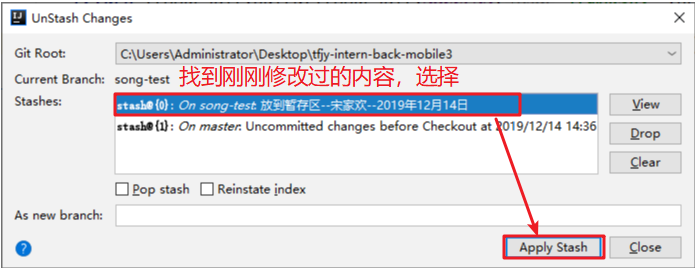 UnStash Changes
Git Root: C:\Users\Administrator\Desktop\tfjy-intern-back-mobile3
Current Branch: song-test 找到刚刚修改过的内容，选择
Stashes:
stash@{0}: On song-test: 放到暂存区--宋家欢--2019年12月14日
View
stash@{1}: On master: Uncommitted changes before Checkout at 2019/12/14 14:36
Drop
Clear
Pop stash Reinstate index
As new branch:
? Apply Stash Close